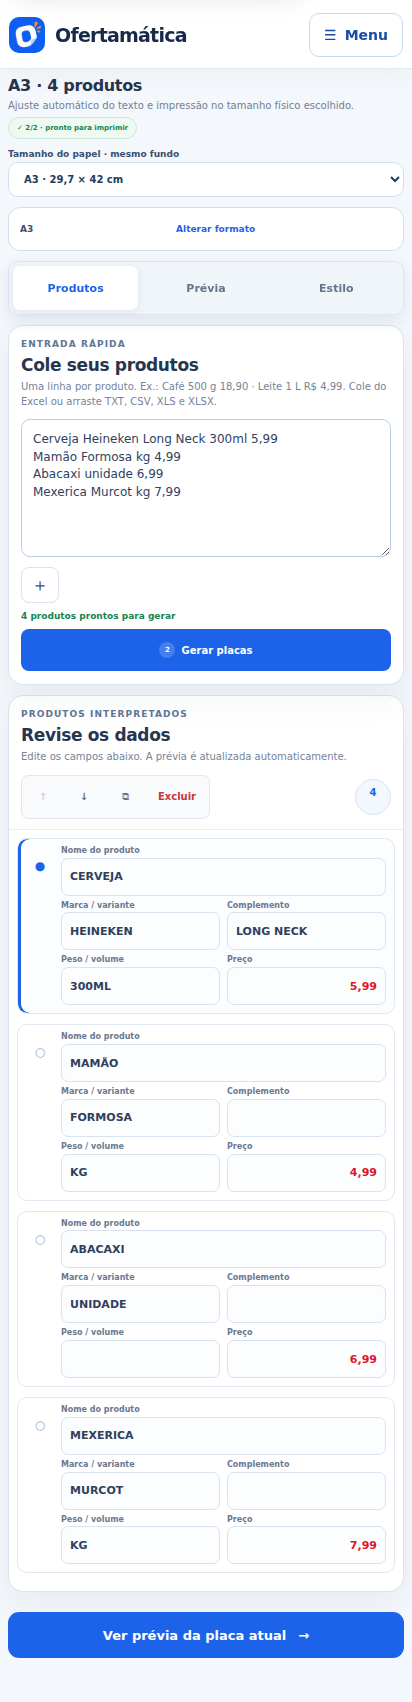 Ofertamática
☰ Menu
A3 · 4 produtos
Ajuste automático do texto e impressão no tamanho físico escolhido.
✓ 2/2 · pronto para imprimir
Tamanho do papel · mesmo fundo
A3 · 29,7 × 42 cm
A3 Alterar formato
Produtos Prévia Estilo
ENTRADA RÁPIDA
Cole seus produtos
Uma linha por produto. Ex.: Café 500 g 18,90 · Leite 1 L R$ 4,99. Cole do
Excel ou arraste TXT, CSV, XLS e XLSX.
Cerveja Heineken Long Neck 300ml 5,99
Mamão Formosa kg 4,99
Abacaxi unidade 6,99
Mexerica Murcot kg 7,99
+
4 produtos prontos para gerar
2 Gerar placas
PRODUTOS INTERPRETADOS
Revise os dados
Edite os campos abaixo. A prévia é atualizada automaticamente.
↑ ↓ ⧉ Excluir 4
Nome do produto
CERVEJA
Marca / variante Complemento
HEINEKEN LONG NECK
Peso / volume Preço
300ML 5,99
Nome do produto
MAMÃO
Marca / variante Complemento
FORMOSA
Peso / volume Preço
KG 4,99
Nome do produto
ABACAXI
Marca / variante Complemento
UNIDADE
Peso / volume Preço
6,99
Nome do produto
MEXERICA
Marca / variante Complemento
MURCOT
Peso / volume Preço
KG 7,99
Ver prévia da placa atual →